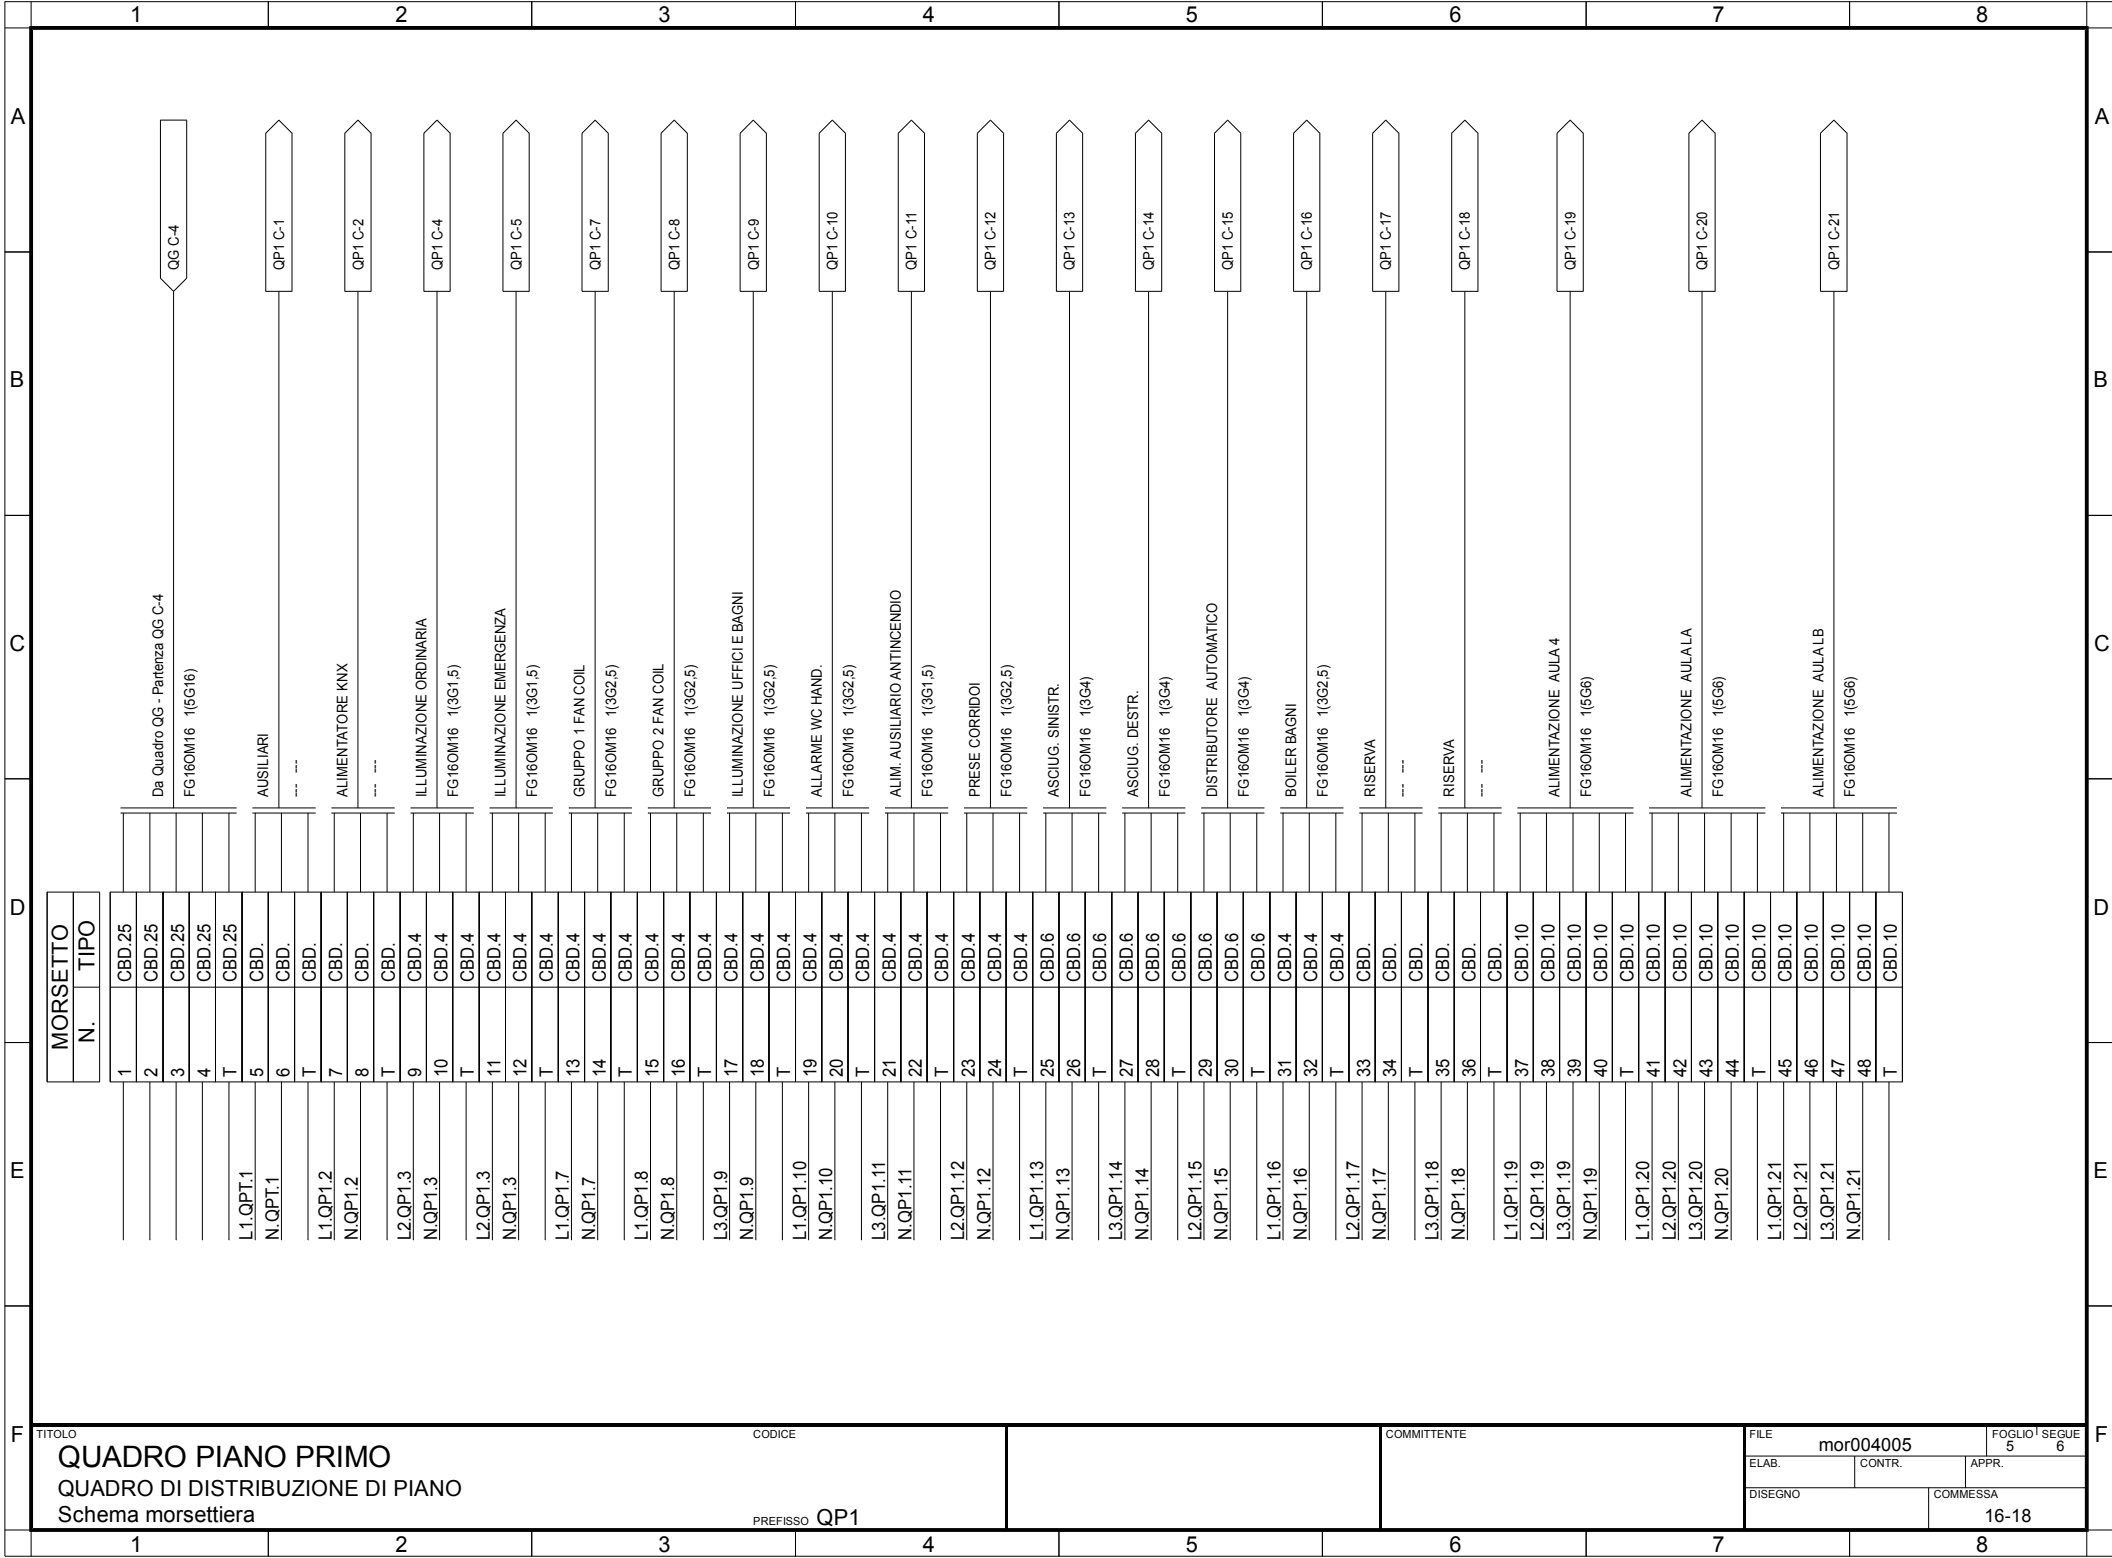 1 2 3 4 5 6 7 8
A A
B B
C C
D D
E E
F F
QG C-4
QP1 C-1
QP1 C-2
QP1 C-4
QP1 C-5
QP1 C-7
QP1 C-8
QP1 C-9
QP1 C-10
QP1 C-11
QP1 C-12
QP1 C-13
QP1 C-14
QP1 C-15
QP1 C-16
QP1 C-17
QP1 C-18
QP1 C-19
QP1 C-20
QP1 C-21
Da Quadro QG - Partenza QG C-4
FG16OM16 1(5G16)
AUSILIARI
--- ---
ALIMENTATORE KNX
--- ---
ILLUMINAZIONE ORDINARIA
FG16OM16 1(3G1,5)
ILLUMINAZIONE EMERGENZA
FG16OM16 1(3G1,5)
GRUPPO 1 FAN COIL
FG16OM16 1(3G2,5)
GRUPPO 2 FAN COIL
FG16OM16 1(3G2,5)
ILLUMINAZIONE UFFICI E BAGNI
FG16OM16 1(3G2,5)
ALLARME WC HAND.
FG16OM16 1(3G2,5)
ALIM. AUSILIARIO ANTINCENDIO
FG16OM16 1(3G1,5)
PRESE CORRIDOI
FG16OM16 1(3G2,5)
ASCIUG. SINISTR.
FG16OM16 1(3G4)
ASCIUG. DESTR.
FG16OM16 1(3G4)
DISTRIBUTORE AUTOMATICO
FG16OM16 1(3G4)
BOILER BAGNI
FG16OM16 1(3G2,5)
RISERVA
--- ---
RISERVA
--- ---
ALIMENTAZIONE AULA 4
FG16OM16 1(5G6)
ALIMENTAZIONE AULA LA
FG16OM16 1(5G6)
ALIMENTAZIONE AULA LB
FG16OM16 1(5G6)
MORSETTO
N. TIPO
1 CBD.25
2 CBD.25
3 CBD.25
4 CBD.25
T CBD.25
5 CBD.
6 CBD.
T CBD.
7 CBD.
8 CBD.
T CBD.
9 CBD.4
10 CBD.4
T CBD.4
11 CBD.4
12 CBD.4
T CBD.4
13 CBD.4
14 CBD.4
T CBD.4
15 CBD.4
16 CBD.4
T CBD.4
17 CBD.4
18 CBD.4
T CBD.4
19 CBD.4
20 CBD.4
T CBD.4
21 CBD.4
22 CBD.4
T CBD.4
23 CBD.4
24 CBD.4
T CBD.4
25 CBD.6
26 CBD.6
T CBD.6
27 CBD.6
28 CBD.6
T CBD.6
29 CBD.6
30 CBD.6
T CBD.6
31 CBD.4
32 CBD.4
T CBD.4
33 CBD.
34 CBD.
T CBD.
35 CBD.
36 CBD.
T CBD.
37 CBD.10
38 CBD.10
39 CBD.10
40 CBD.10
T CBD.10
41 CBD.10
42 CBD.10
43 CBD.10
44 CBD.10
T CBD.10
45 CBD.10
46 CBD.10
47 CBD.10
48 CBD.10
T CBD.10
L1.QPT.1
N.QPT.1
L1.QP1.2
N.QP1.2
L2.QP1.3
N.QP1.3
L2.QP1.3
N.QP1.3
L1.QP1.7
N.QP1.7
L1.QP1.8
N.QP1.8
L3.QP1.9
N.QP1.9
L1.QP1.10
N.QP1.10
L3.QP1.11
N.QP1.11
L2.QP1.12
N.QP1.12
L1.QP1.13
N.QP1.13
L3.QP1.14
N.QP1.14
L2.QP1.15
N.QP1.15
L1.QP1.16
N.QP1.16
L2.QP1.17
N.QP1.17
L3.QP1.18
N.QP1.18
L1.QP1.19
L2.QP1.19
L3.QP1.19
N.QP1.19
L1.QP1.20
L2.QP1.20
L3.QP1.20
N.QP1.20
L1.QP1.21
L2.QP1.21
L3.QP1.21
N.QP1.21
TITOLO
QUADRO PIANO PRIMO
QUADRO DI DISTRIBUZIONE DI PIANO
Schema morsettiera
CODICE
PREFISSO QP1
COMMITTENTE
FILE
mor004005
FOGLIO SEGUE
5 6
ELAB. CONTR. APPR.
DISEGNO
COMMESSA
16-18
1 2 3 4 5 6 7 8